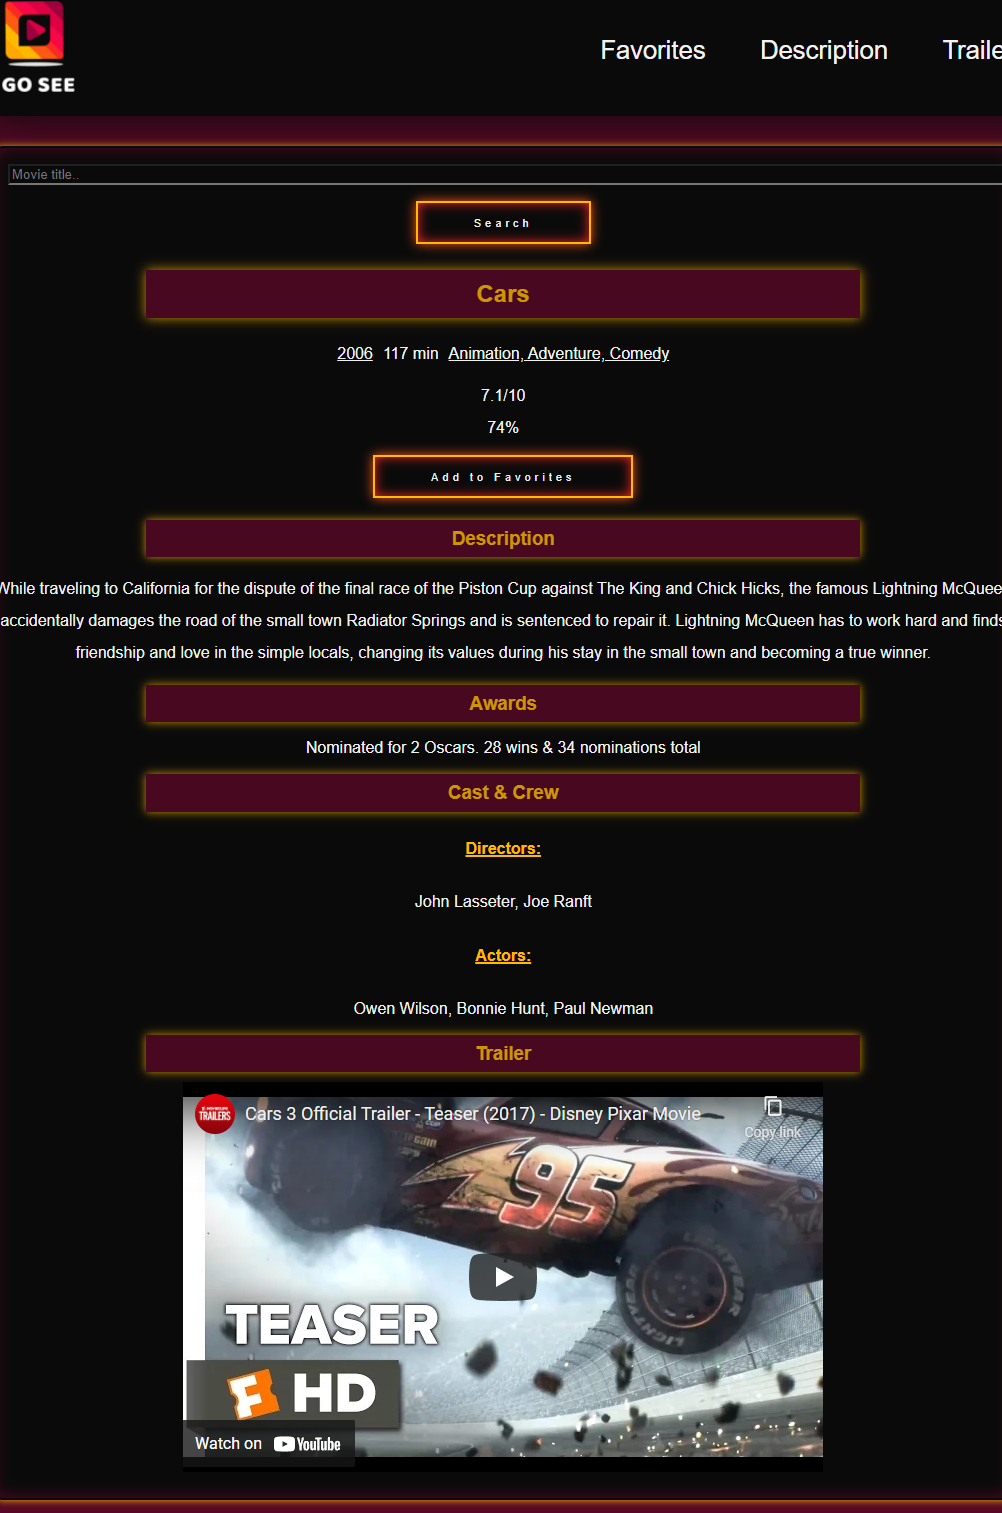 GO SEE
Favorites Description Traile
Movie title..
Search
Cars
2006 117 min Animation, Adventure, Comedy
7.1/10
74%
Add to Favorites
Description
While traveling to California for the dispute of the final race of the Piston Cup against The King and Chick Hicks, the famous Lightning McQuee
accidentally damages the road of the small town Radiator Springs and is sentenced to repair it. Lightning McQueen has to work hard and finds
friendship and love in the simple locals, changing its values during his stay in the small town and becoming a true winner.
Awards
Nominated for 2 Oscars. 28 wins & 34 nominations total
Cast & Crew
Directors:
John Lasseter, Joe Ranft
Actors:
Owen Wilson, Bonnie Hunt, Paul Newman
Trailer
TRAILERS
Cars 3 Official Trailer - Teaser (2017) - Disney Pixar Movie
Copy link
95
LIGHTYEAR
TEASER
F HD
Watch on YouTube